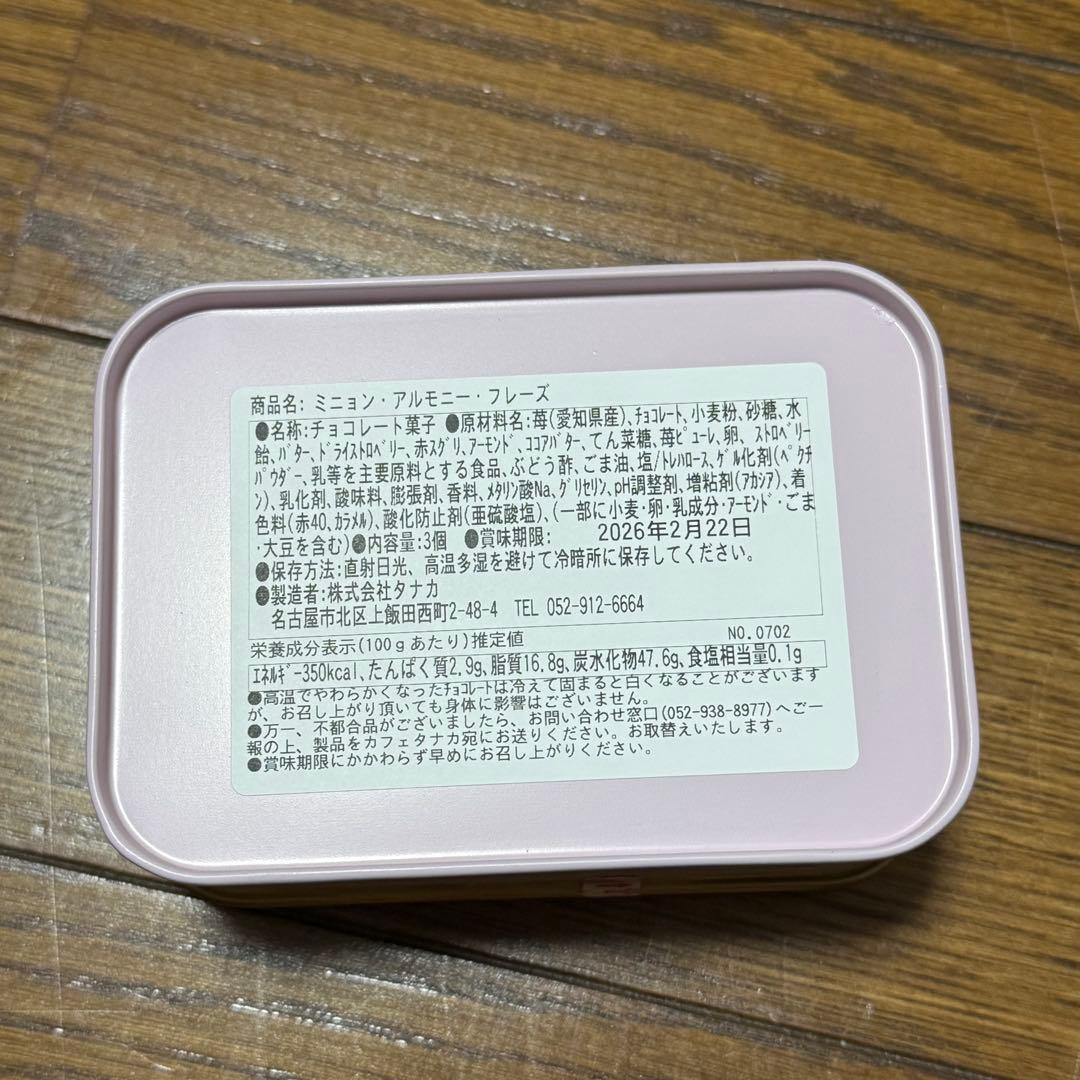 商品名: ミニョン・アルモニー・フレーズ
●名称:チョコレート菓子 ●原材料名:苺(愛知県産)、ﾁｮｺﾚｰﾄ、小麦粉、砂糖、水
飴、ﾊﾞﾀｰ、ﾄﾞﾗｲｽﾄﾛﾍﾞﾘｰ、赤ｽｸﾞﾘ、ｱｰﾓﾝﾄﾞ、ｺｺｱﾊﾞﾀｰ、てん菜糖、苺ﾋﾟｭｰﾚ、卵、ｽﾄﾛﾍﾞﾘｰ
ﾊﾟｳﾀﾞｰ、乳等を主要原料とする食品、ぶどう酢、ごま油、塩/ﾄﾚﾊﾛｰｽ、ｹﾞﾙ化剤(ﾍﾟｸﾁ
ﾝ)、乳化剤、酸味料、膨張剤、香料、ﾒﾀﾘﾝ酸Na、ｸﾞﾘｾﾘﾝ、pH調整剤、増粘剤(ｱｶｼｱ)、着
色料(赤40、ｶﾗﾒﾙ)、酸化防止剤(亜硫酸塩)、(一部に小麦・卵・乳成分・アーモンド・ごま
・大豆を含む)●内容量:3個 ●賞味期限: 2026年2月22日
●保存方法:直射日光、高温多湿を避けて冷暗所に保存してください。
●製造者:株式会社タナカ
名古屋市北区上飯田西町2-48-4 TEL 052-912-6664
栄養成分表示(100gあたり)推定値 NO.0702
ｴﾈﾙｷﾞｰ350kcal、たんぱく質2.9g、脂質16.8g、炭水化物47.6g、食塩相当量0.1g
●高温でやわらかくなったﾁｮｺﾚｰﾄは冷えて固まると白くなることがございます
が、お召し上がり頂いても身体に影響はございません。
●万一、不都合品がございましたら、お問い合わせ窓口(052-938-8977)へご一
報の上、製品をカフェタナカ宛にお送りください。お取替えいたします。
●賞味期限にかかわらず早めにお召し上がりください。